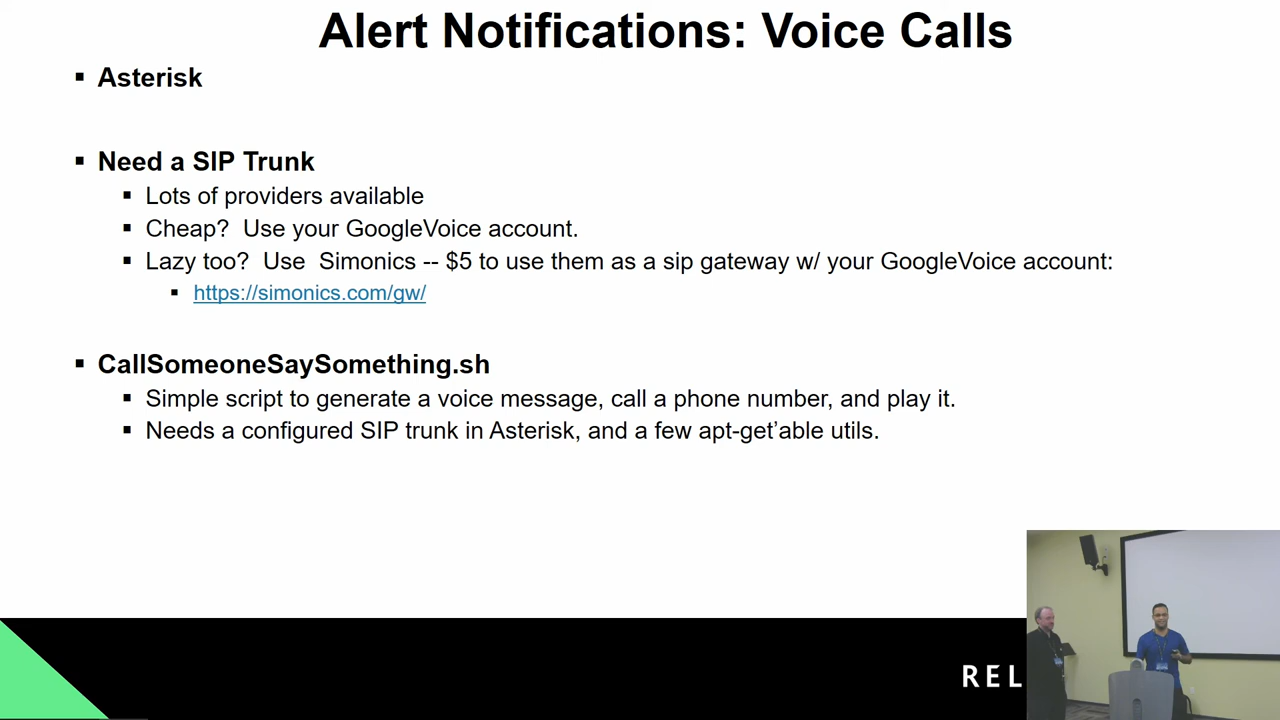 Alert Notifications: Voice Calls
▪ Asterisk
▪ Need a SIP Trunk
▪ Lots of providers available
▪ Cheap?  Use your GoogleVoice account.
▪ Lazy too?  Use  Simonics -- $5 to use them as a sip gateway w/ your GoogleVoice account:
▪ https://simonics.com/gw/
▪ CallSomeoneSaySomething.sh
▪ Simple script to generate a voice message, call a phone number, and play it.
▪ Needs a configured SIP trunk in Asterisk, and a few apt-get’able utils.
REL